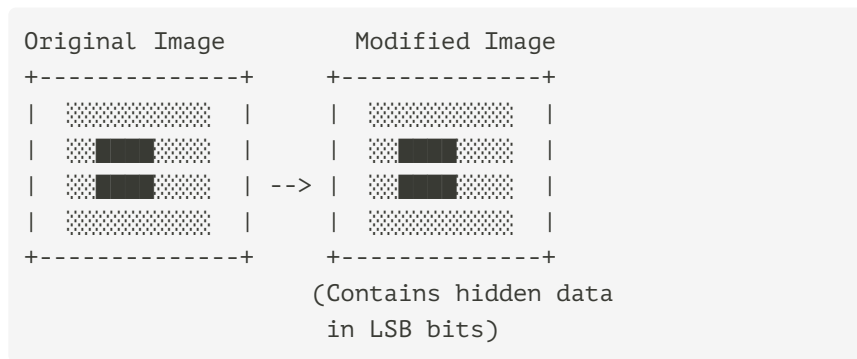 Original Image Modified Image
+--------------+ +--------------+
| ░░░░░░░░░░ | | ░░░░░░░░░░ |
| ░░████░░░░ | | ░░████░░░░ |
| ░░████░░░░ | --> | ░░████░░░░ |
| ░░░░░░░░░░ | | ░░░░░░░░░░ |
+--------------+ +--------------+
(Contains hidden data
in LSB bits)